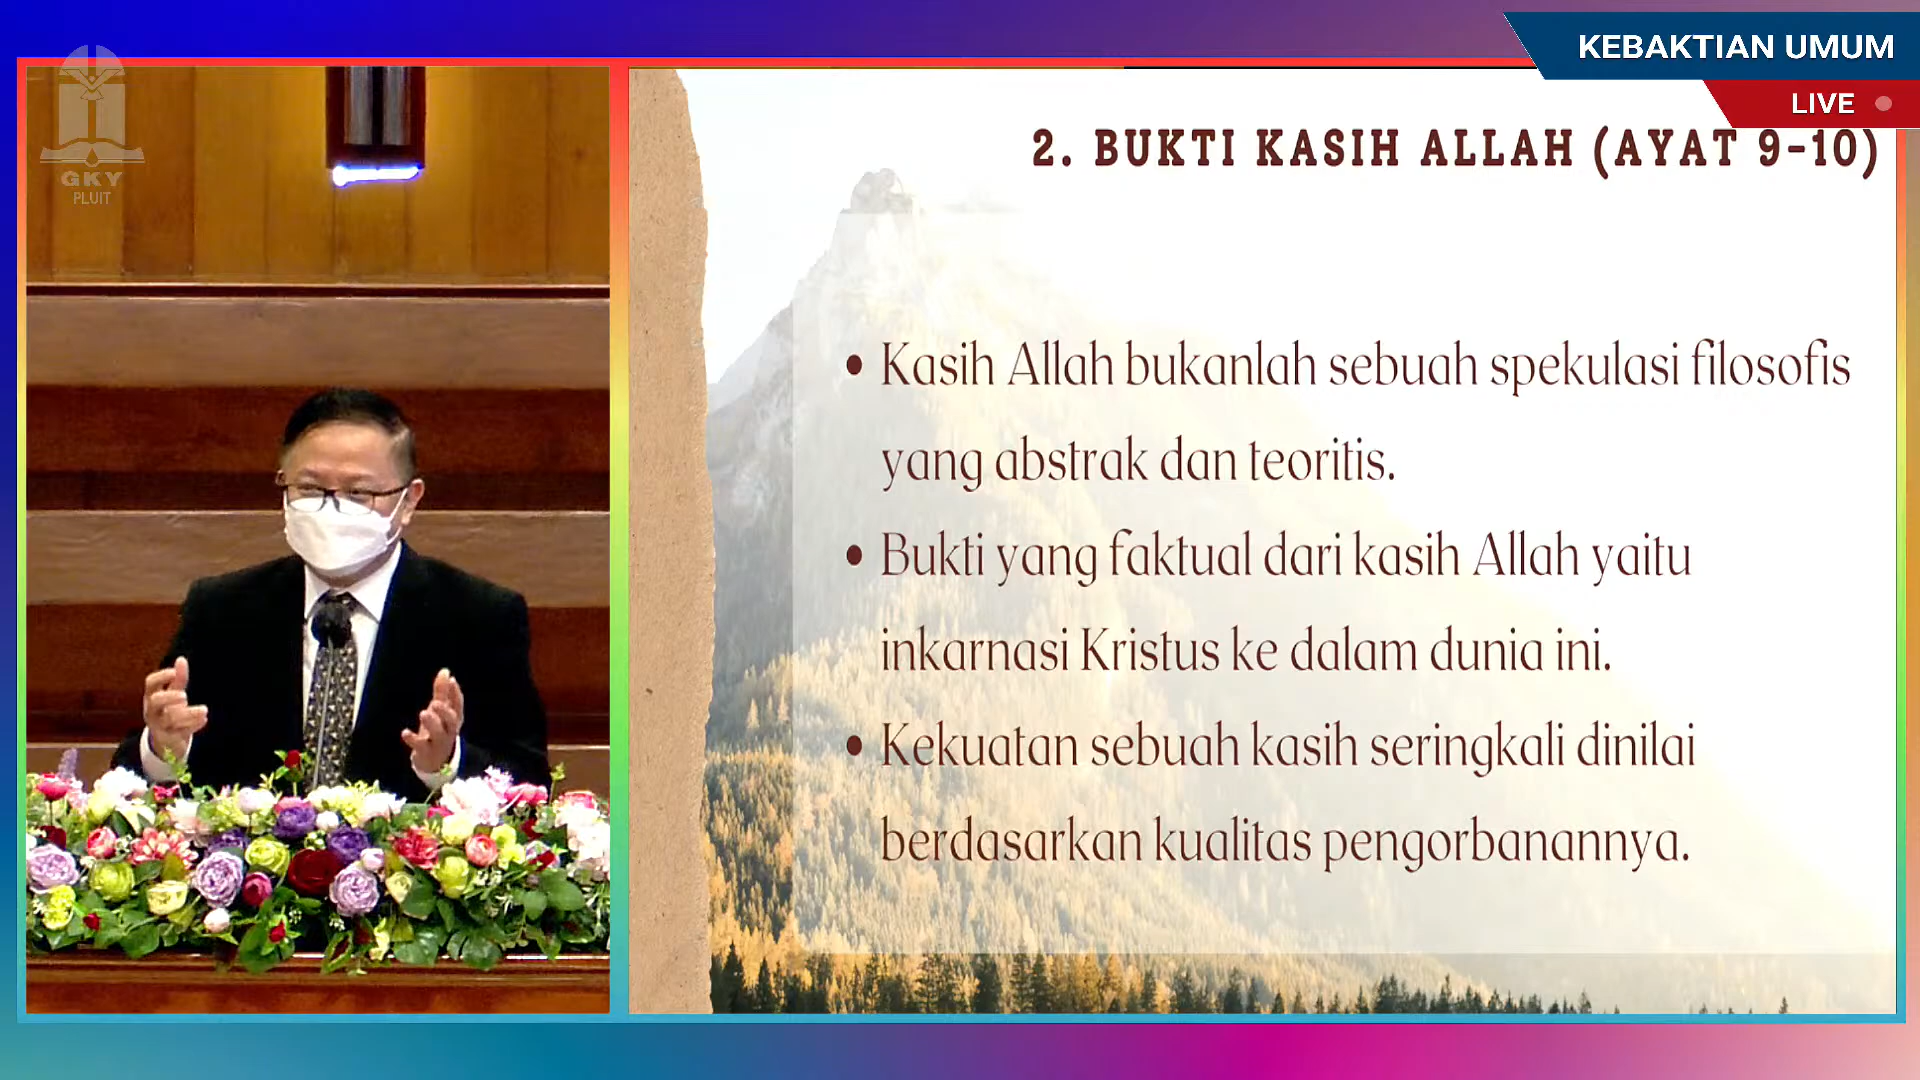 GKY
PLUIT
KEBAKTIAN UMUM
LIVE
2. BUKTI KASIH ALLAH (AYAT 9-10)
• Kasih Allah bukanlah sebuah spekulasi filosofis
yang abstrak dan teoritis.
• Bukti yang faktual dari kasih Allah yaitu
inkarnasi Kristus ke dalam dunia ini.
• Kekuatan sebuah kasih seringkali dinilai
berdasarkan kualitas pengorbanannya.